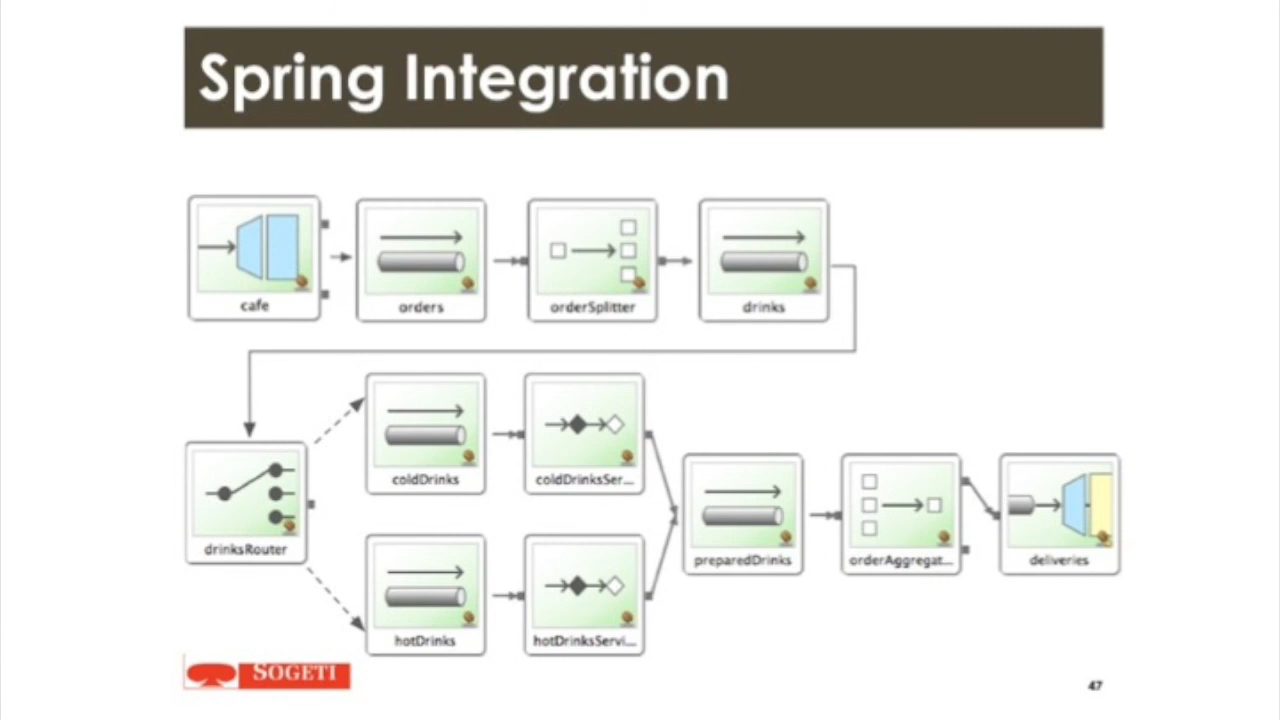 Spring Integration
cafe
orders
orderSplitter
drinks
coldDrinks
coldDrinksSer...
drinksRouter
preparedDrinks
orderAggregat...
deliveries
hotDrinks
hotDrinksServi...
SOGETI
47